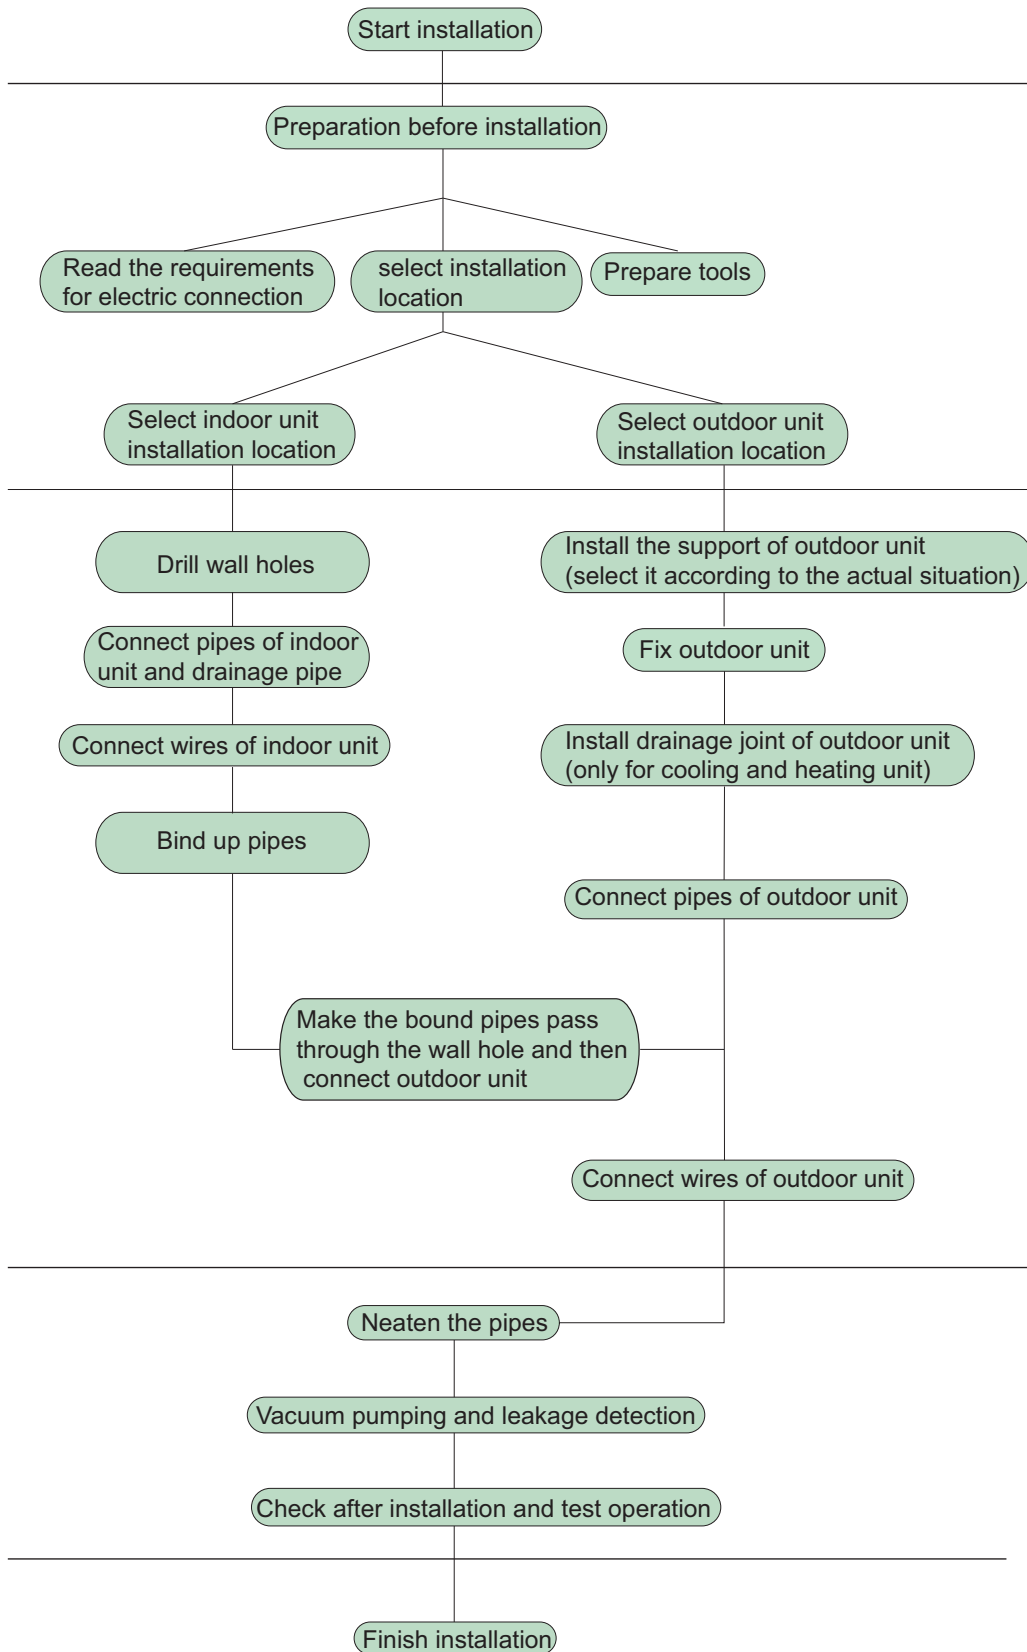 Start installation
Preparation before installation
Read the requirements
for electric connection
select installation
location
Prepare tools
Select indoor unit
installation location
Select outdoor unit
installation location
Drill wall holes
Connect pipes of indoor
unit and drainage pipe
Connect wires of indoor unit
Bind up pipes
Install the support of outdoor unit
(select it according to the actual situation)
Fix outdoor unit
Install drainage joint of outdoor unit
(only for cooling and heating unit)
Connect pipes of outdoor unit
Make the bound pipes pass
through the wall hole and then
connect outdoor unit
Connect wires of outdoor unit
Neaten the pipes
Vacuum pumping and leakage detection
Check after installation and test operation
Finish installation